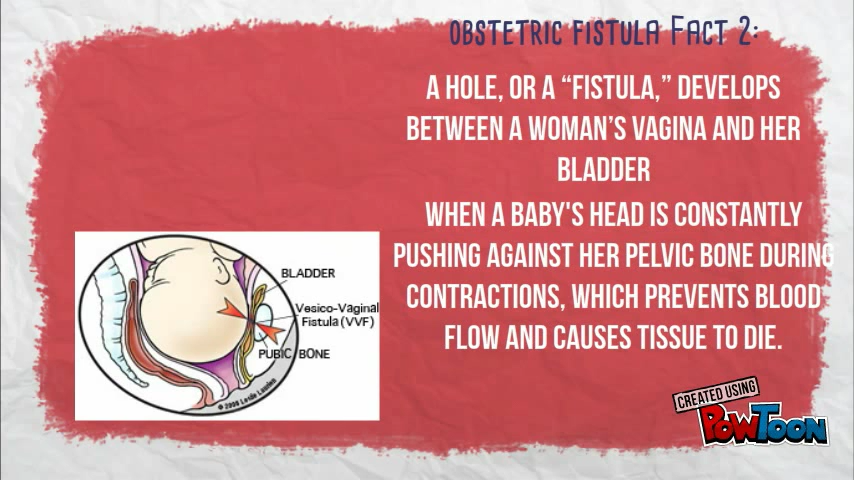 OBSTETRIC FISTULA FACT 2:
A HOLE, OR A “FISTULA,” DEVELOPS
BETWEEN A WOMAN’S VAGINA AND HER
BLADDER
WHEN A BABY'S HEAD IS CONSTANTLY
PUSHING AGAINST HER PELVIC BONE DURING
CONTRACTIONS, WHICH PREVENTS BLOOD
FLOW AND CAUSES TISSUE TO DIE.
BLADDER
Vesico-Vaginal
Fistula (VVF)
PUBIC BONE
CREATED USING
POWTOON